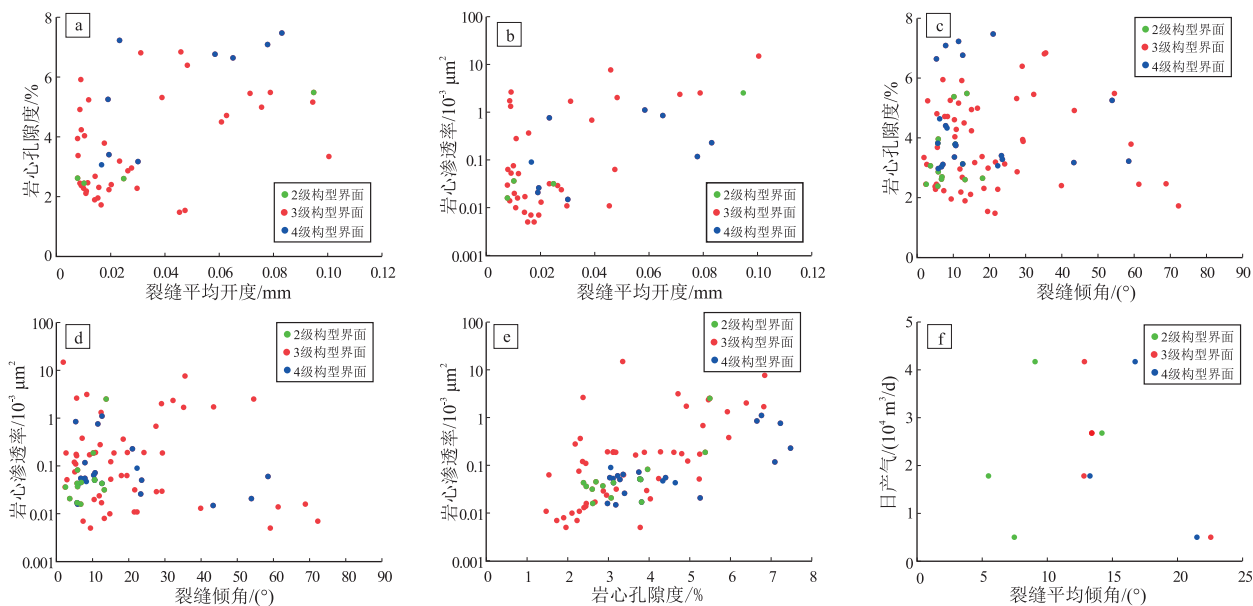 a
8
6
4
2
0
岩心孔隙度/%
0 0.02 0.04 0.06 0.08 0.10 0.12
裂缝平均开度/mm
2级构型界面
3级构型界面
4级构型界面
b
100
10
1
0.1
0.01
0.001
岩心渗透率/10⁻³ μm²
0 0.02 0.04 0.06 0.08 0.10 0.12
裂缝平均开度/mm
2级构型界面
3级构型界面
4级构型界面
c
8
6
4
2
0
岩心孔隙度/%
0 10 20 30 40 50 60 70 80 90
裂缝倾角/(°)
2级构型界面
3级构型界面
4级构型界面
d
100
10
1
0.1
0.01
0.001
岩心渗透率/10⁻³ μm²
0 10 20 30 40 50 60 70 80 90
裂缝倾角/(°)
2级构型界面
3级构型界面
4级构型界面
e
100
10
1
0.1
0.01
0.001
岩心渗透率/10⁻³ μm²
0 1 2 3 4 5 6 7 8
岩心孔隙度/%
2级构型界面
3级构型界面
4级构型界面
f
5
4
3
2
1
0
日产气/(10⁴ m³/d)
0 5 10 15 20 25
裂缝平均倾角/(°)
2级构型界面
3级构型界面
4级构型界面